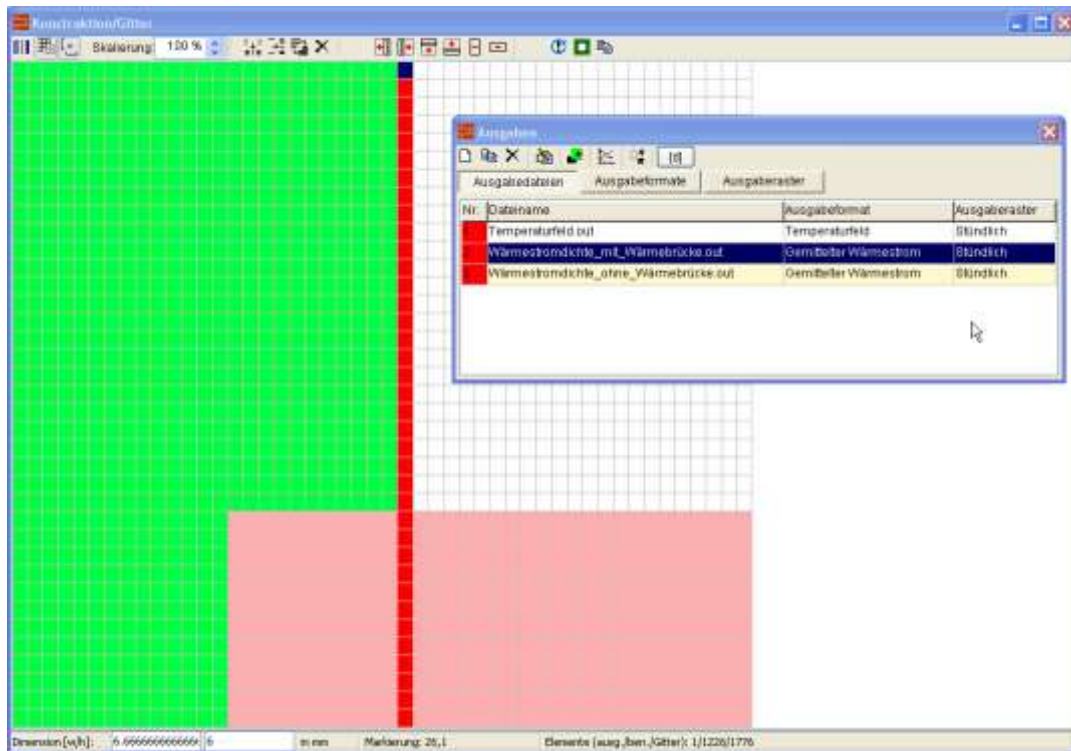 Konstruktion/Gitter
Skalierung: 100 %
Ausgaben
Ausgabedateien Ausgabeformate Ausgaberaster
Nr. Dateiname Ausgabeformat Ausgaberaster
Temperaturfeld.out Temperaturfeld Stündlich
Wärmestromdichte_mit_Wärmebrücke.out Gemittelter Wärmestrom Stündlich
Wärmestromdichte_ohne_Wärmebrücke.out Gemittelter Wärmestrom Stündlich
Dimension [w/h]: 6 in mm Markierung: 26,1 Elemente (ausg./ben./Gitter): 1/1226/1776